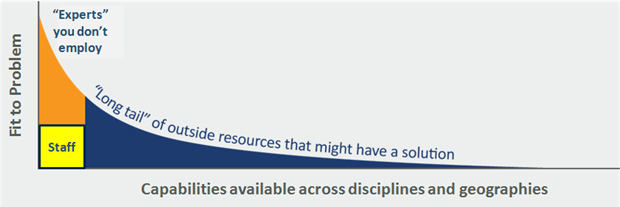 “Experts”
you don’t
employ
Fit to Problem
Staff
“Long tail” of outside resources that might have a solution
Capabilities available across disciplines and geographies